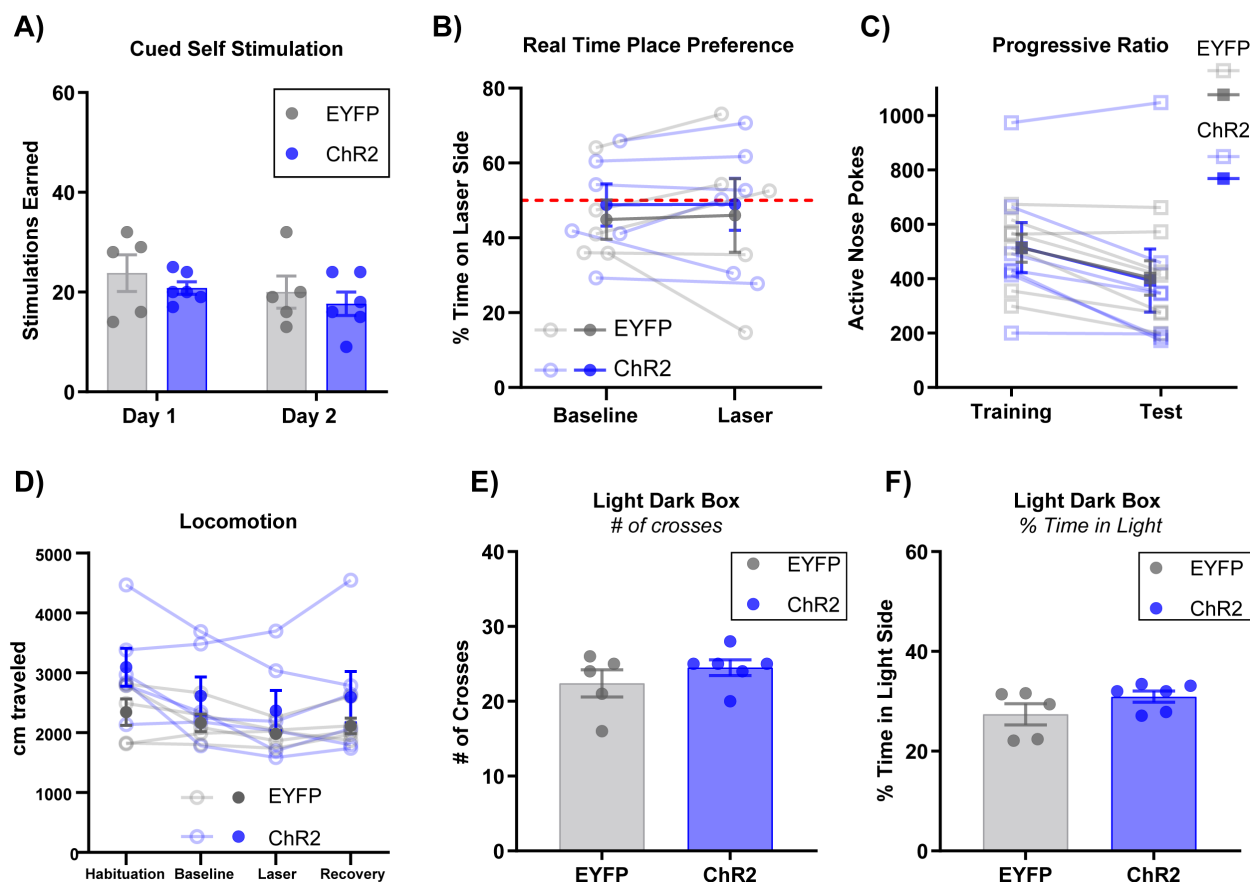 A)
Cued Self Stimulation
Stimulations Earned
60
40
20
0
EYFP
ChR2
Day 1
Day 2
B)
Real Time Place Preference
% Time on Laser Side
80
60
40
20
0
EYFP
ChR2
Baseline
Laser
C)
Progressive Ratio
EYFP
ChR2
Active Nose Pokes
1000
800
600
400
200
0
Training
Test
D)
Locomotion
cm traveled
5000
4000
3000
2000
1000
0
EYFP
ChR2
Habituation
Baseline
Laser
Recovery
E)
Light Dark Box
# of crosses
# of Crosses
40
30
20
10
0
EYFP
ChR2
EYFP
ChR2
F)
Light Dark Box
% Time in Light
% Time in Light Side
60
40
20
0
EYFP
ChR2
EYFP
ChR2